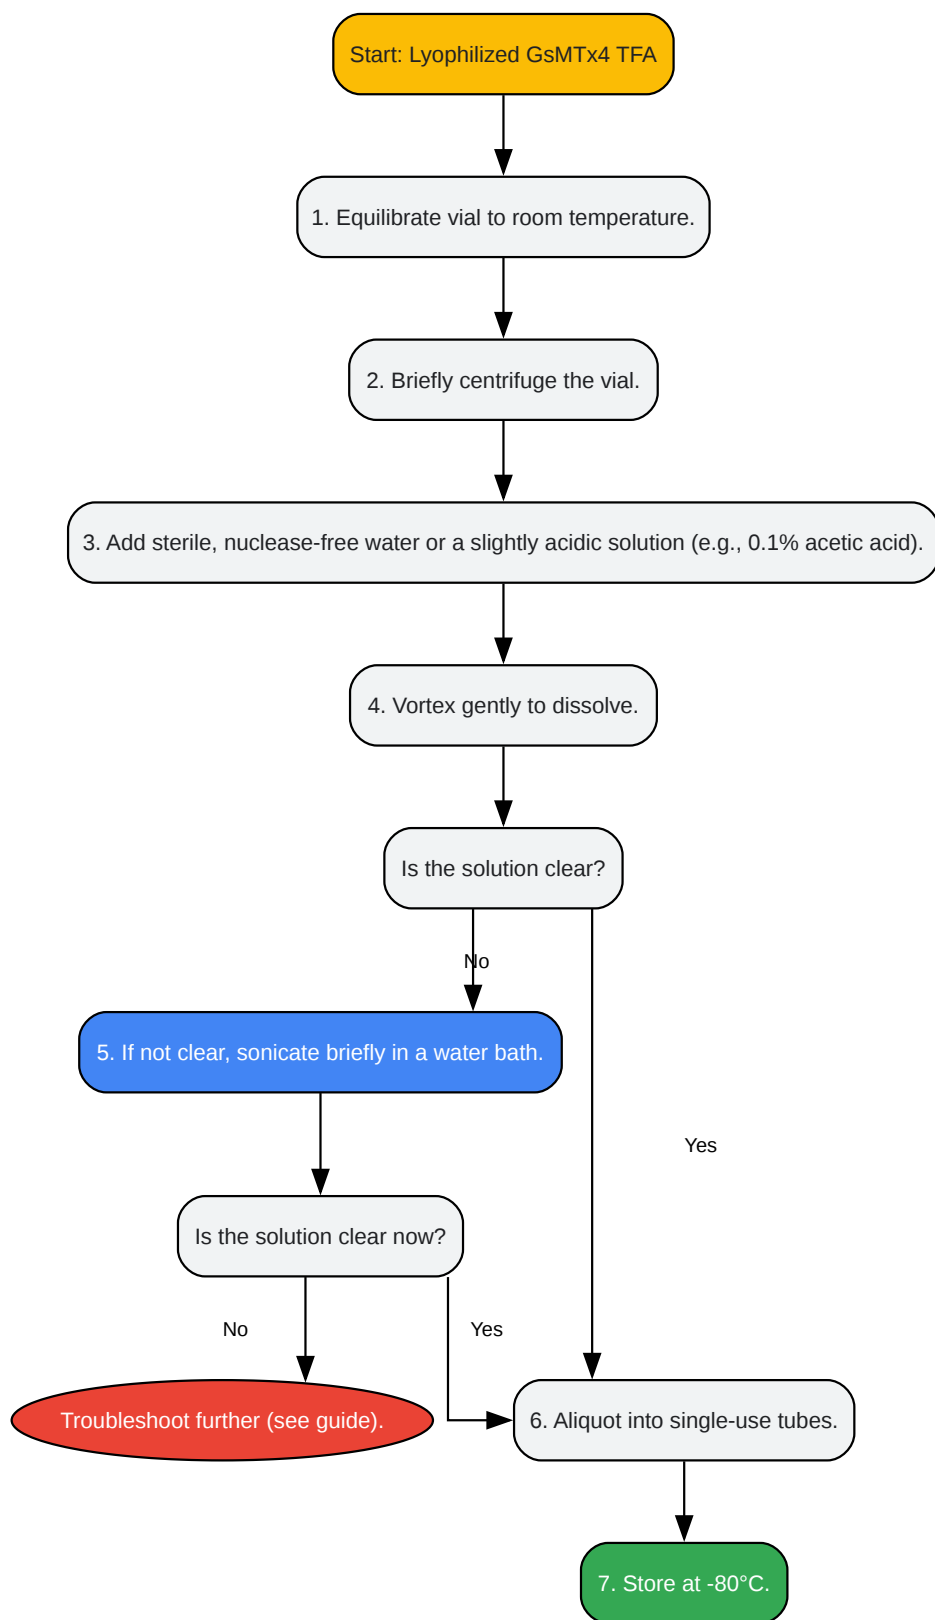 Start: Lyophilized GsMTx4 TFA
1. Equilibrate vial to room temperature.
2. Briefly centrifuge the vial.
3. Add sterile, nuclease-free water or a slightly acidic solution (e.g., 0.1% acetic acid).
4. Vortex gently to dissolve.
Is the solution clear?
No
5. If not clear, sonicate briefly in a water bath.
Yes
Is the solution clear now?
No
Yes
Troubleshoot further (see guide).
6. Aliquot into single-use tubes.
7. Store at -80°C.